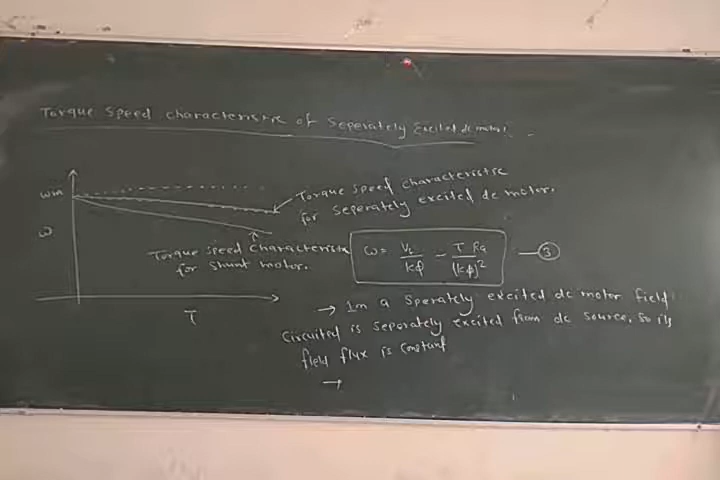 Torque speed characteristic of Seperately Excited dc motor:
ωm
Torque speed characteristic
for seperately excited dc motor.
ω
Torque speed characteristic
for shunt motor.
ω = Vt/kφ - T Ra/(kφ)² — ③
T
→ In a Sperately excited dc motor field
Circuited is seperately excited from dc source, so its
field flux is constant
→